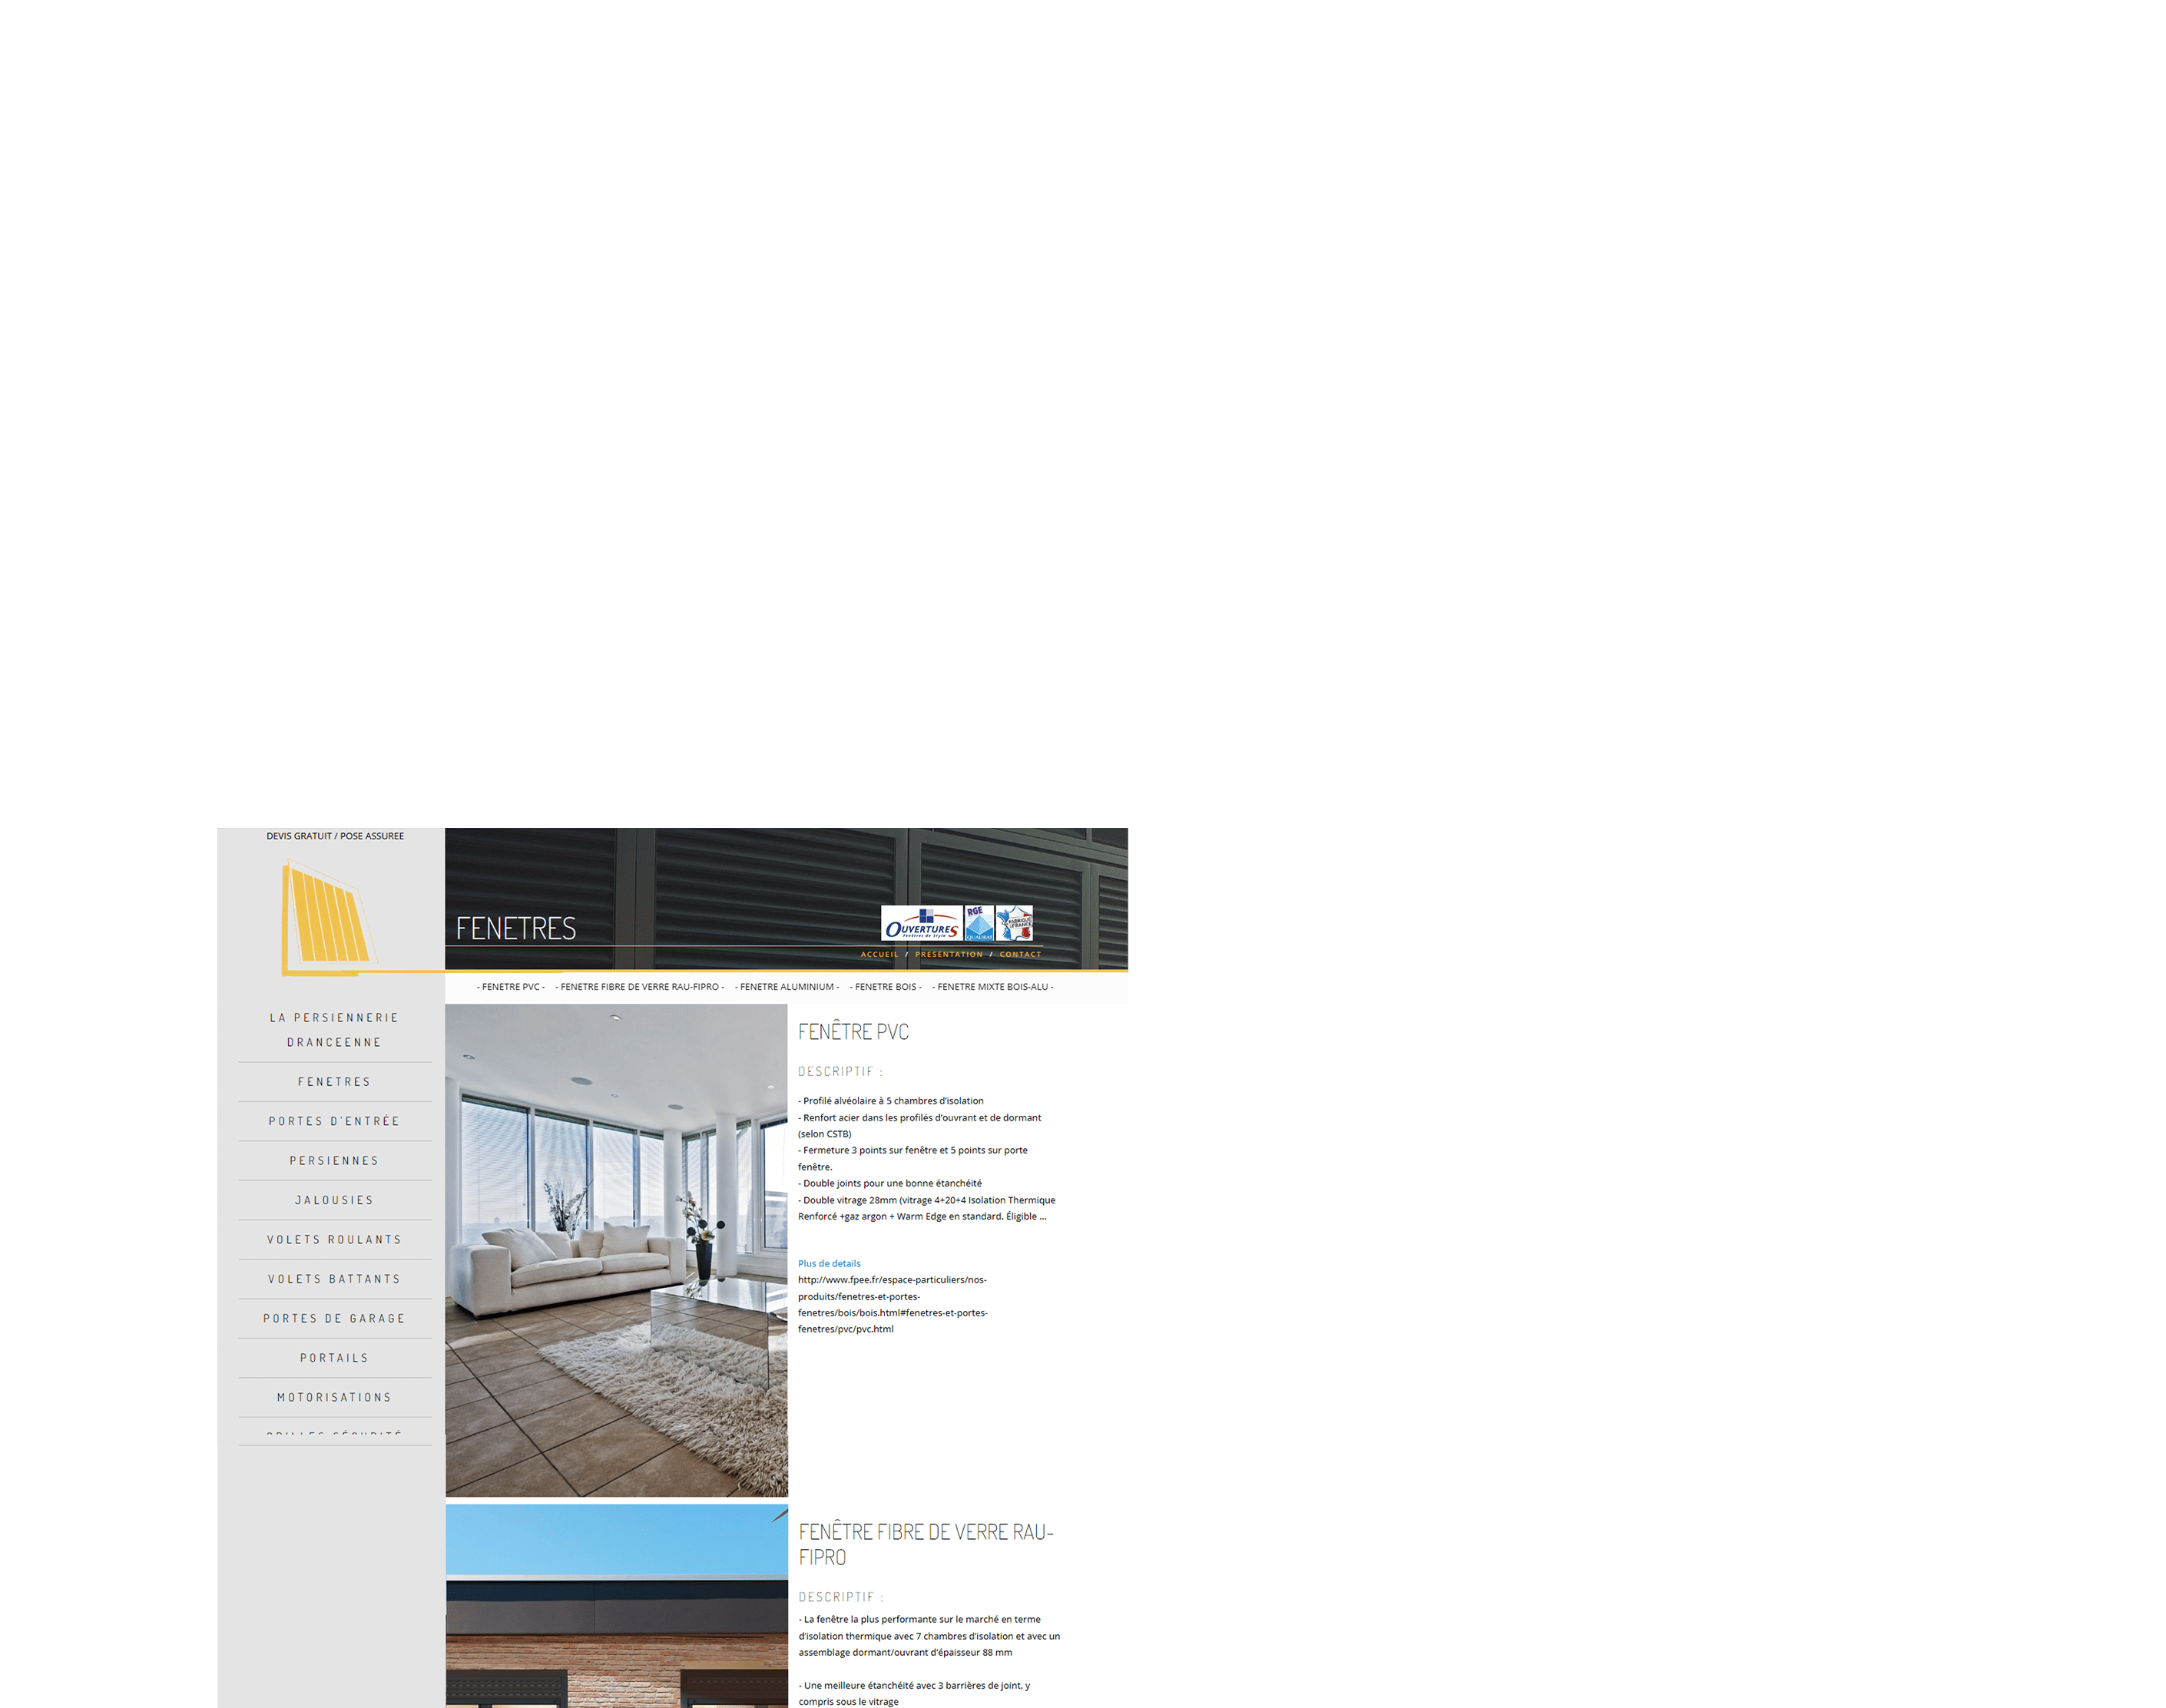 DEVIS GRATUIT / POSE ASSUREE
FENETRES
OUVERTURES
Fenêtres de Style
RGE
QUALIBAT
FABRIQUÉ
FRANCE
ACCUEIL / PRESENTATION / CONTACT
- FENETRE PVC - - FENETRE FIBRE DE VERRE RAU-FIPRO - - FENETRE ALUMINIUM - - FENETRE BOIS - - FENETRE MIXTE BOIS-ALU -
LA PERSIENNERIE
DRANCEENNE
FENETRES
PORTES D'ENTRÉE
PERSIENNES
JALOUSIES
VOLETS ROULANTS
VOLETS BATTANTS
PORTES DE GARAGE
PORTAILS
MOTORISATIONS
GRILLES SÉCURITÉ
FENÊTRE PVC
DESCRIPTIF :
- Profilé alvéolaire à 5 chambres d'isolation
- Renfort acier dans les profilés d'ouvrant et de dormant
(selon CSTB)
- Fermeture 3 points sur fenêtre et 5 points sur porte
fenêtre.
- Double joints pour une bonne étanchéité
- Double vitrage 28mm (vitrage 4+20+4 Isolation Thermique
Renforcé +gaz argon + Warm Edge en standard. Éligible ...
Plus de details
http://www.fpee.fr/espace-particuliers/nos-
produits/fenetres-et-portes-
fenetres/bois/bois.html#fenetres-et-portes-
fenetres/pvc/pvc.html
FENÊTRE FIBRE DE VERRE RAU-
FIPRO
DESCRIPTIF :
- La fenêtre la plus performante sur le marché en terme
d'isolation thermique avec 7 chambres d'isolation et avec un
assemblage dormant/ouvrant d'épaisseur 88 mm
- Une meilleure étanchéité avec 3 barrières de joint, y
compris sous le vitrage